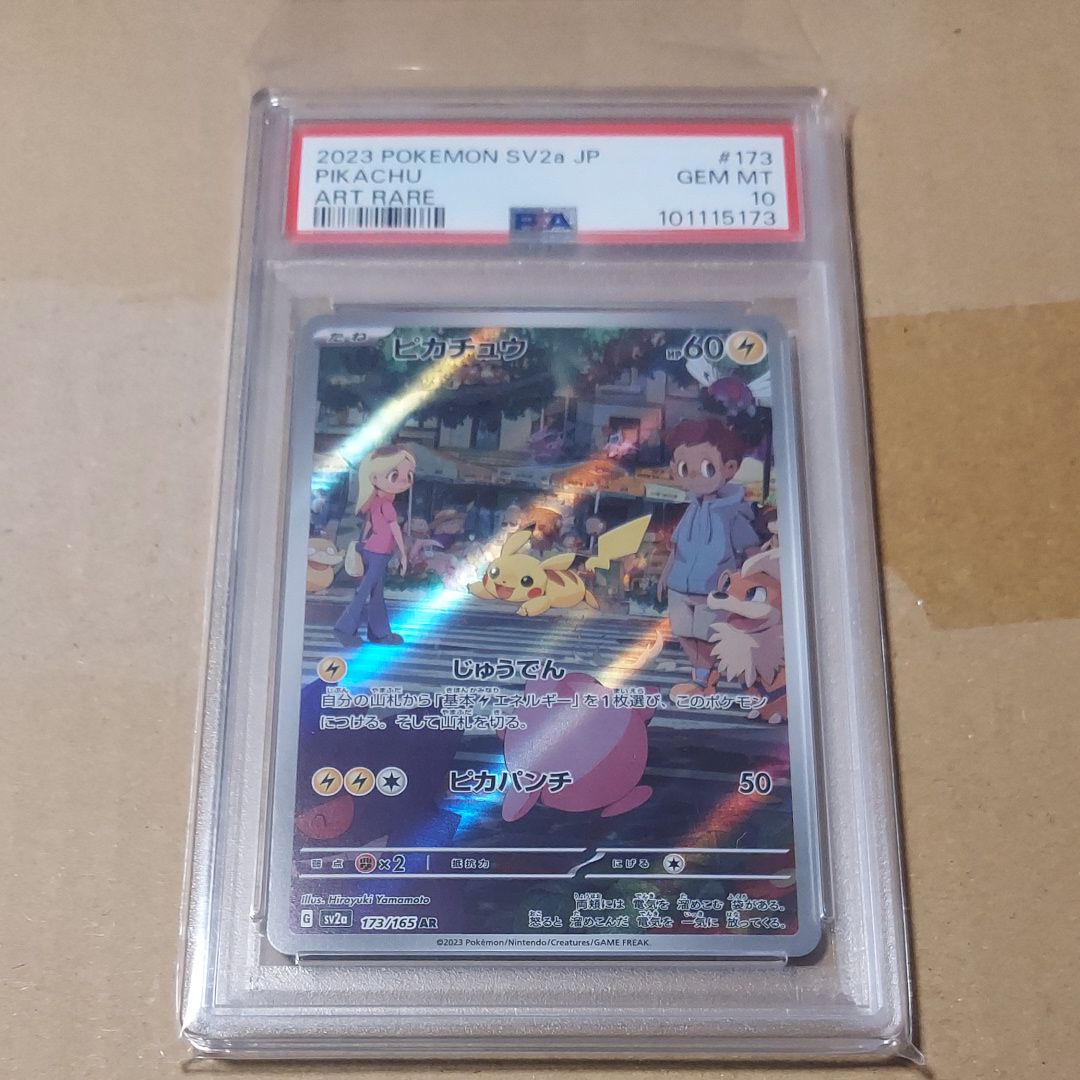 2023 POKEMON SV2a JP #173
PIKACHU GEM MT
ART RARE 10
PSA 101115173
たね ピカチュウ HP60
じゅうでん
自分の山札から「基本エネルギー」を1枚選び、このポケモン
につける。そして山札を切る。
ピカパンチ 50
弱点 ×2 抵抗力 にげる
illus. Hiroyuki Yamamoto
両頬には 電気を 溜めこむ 袋がある。
怒ると 溜めこんだ 電気を 一気に 放ってくる。
G sv2a 173/165 AR
©2023 Pokémon/Nintendo/Creatures/GAME FREAK.